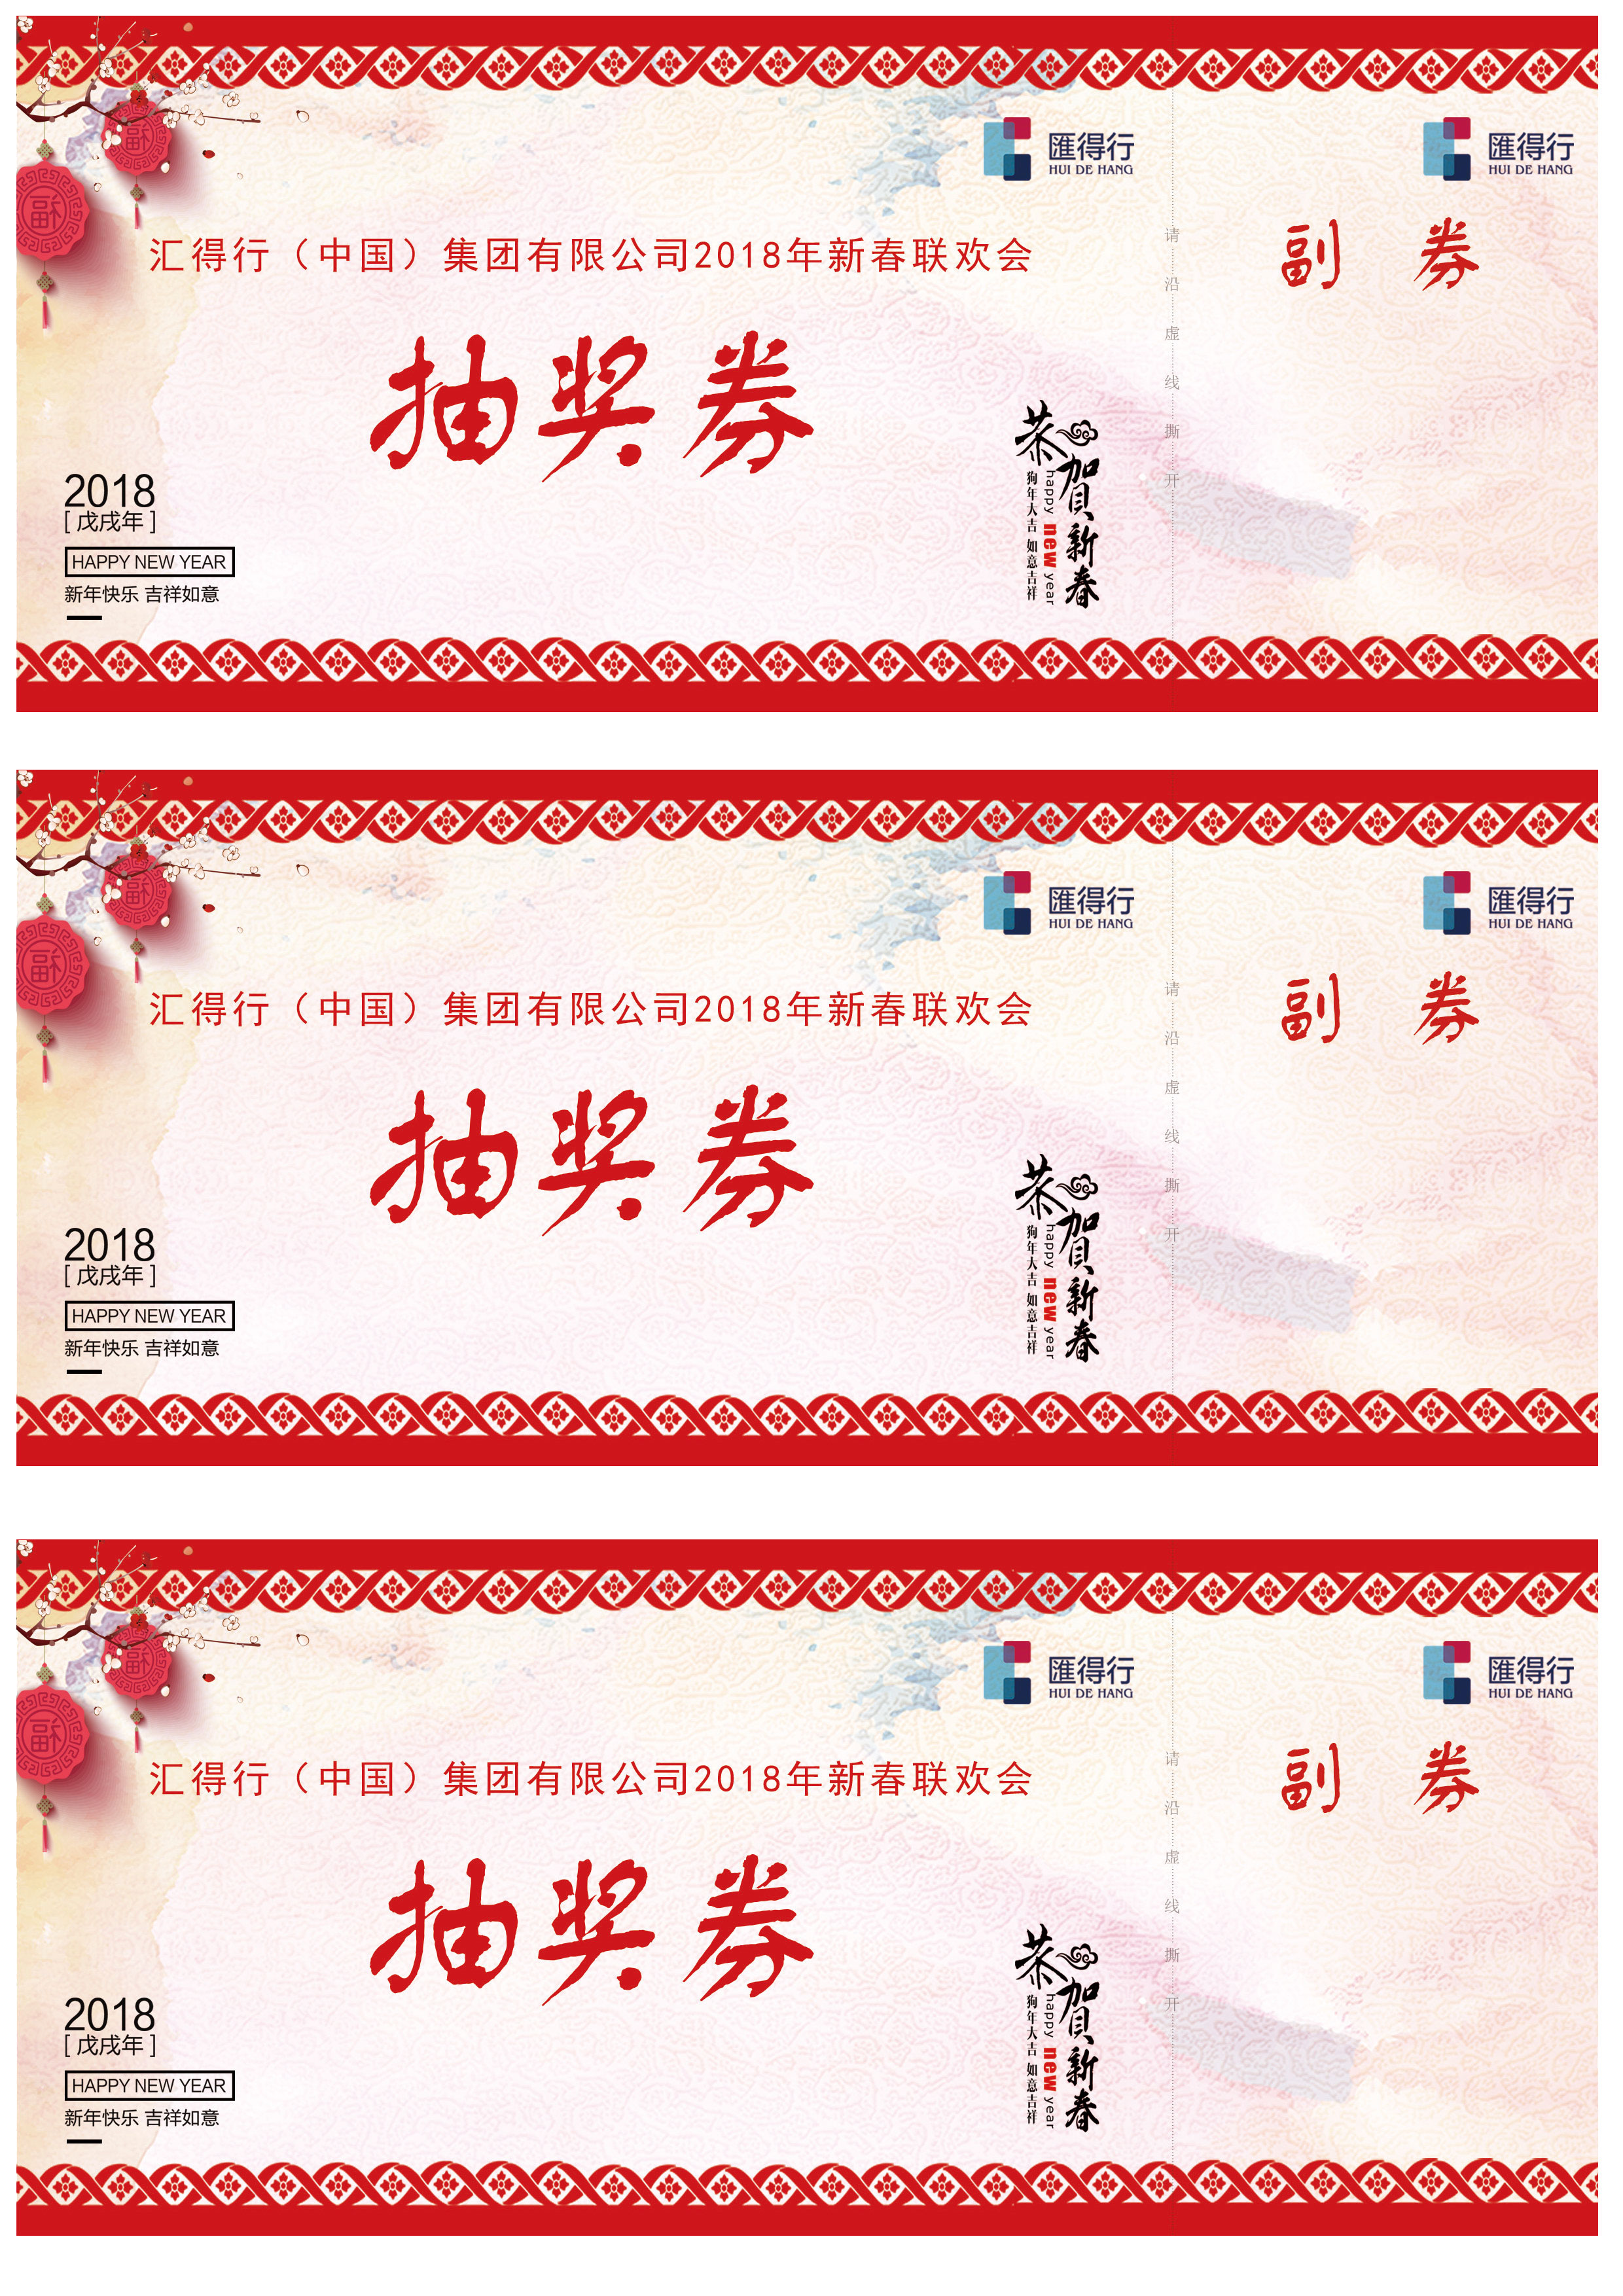 匯得行
HUI DE HANG
匯得行
HUI DE HANG
汇得行（中国）集团有限公司2018年新春联欢会
副 券
抽奖券
请沿虚线撕开
2018
[ 戊戌年 ]
HAPPY NEW YEAR
新年快乐 吉祥如意
恭贺新春
happy new year
狗年大吉 如意吉祥
福
福
匯得行
HUI DE HANG
匯得行
HUI DE HANG
汇得行（中国）集团有限公司2018年新春联欢会
副 券
抽奖券
请沿虚线撕开
2018
[ 戊戌年 ]
HAPPY NEW YEAR
新年快乐 吉祥如意
恭賀新春
happy new year
狗年大吉 如意吉祥
福
福
匯得行
HUI DE HANG
匯得行
HUI DE HANG
汇得行（中国）集团有限公司2018年新春联欢会
副 券
抽奖券
请沿虚线撕开
2018
[ 戊戌年 ]
HAPPY NEW YEAR
新年快乐 吉祥如意
恭賀新春
happy new year
狗年大吉 如意吉祥
福
福